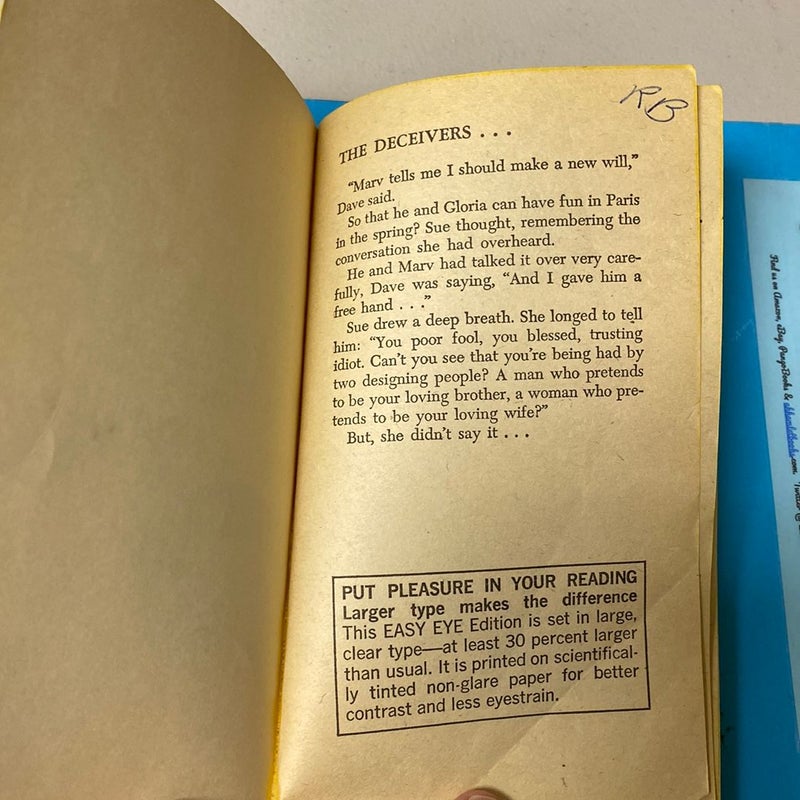 RB
THE DECEIVERS . . .
“Marv tells me I should make a new will,”
Dave said.
So that he and Gloria can have fun in Paris
in the spring? Sue thought, remembering the
conversation she had overheard.
He and Marv had talked it over very care-
fully, Dave was saying, “And I gave him a
free hand . . .”
Sue drew a deep breath. She longed to tell
him: “You poor fool, you blessed, trusting
idiot. Can’t you see that you’re being had by
two designing people? A man who pretends
to be your loving brother, a woman who pre-
tends to be your loving wife?”
But, she didn’t say it . . .
PUT PLEASURE IN YOUR READING
Larger type makes the difference
This EASY EYE Edition is set in large,
clear type—at least 30 percent larger
than usual. It is printed on scientifical-
ly tinted non-glare paper for better
contrast and less eyestrain.
Find us on Amazon, eBay, PangoBooks &